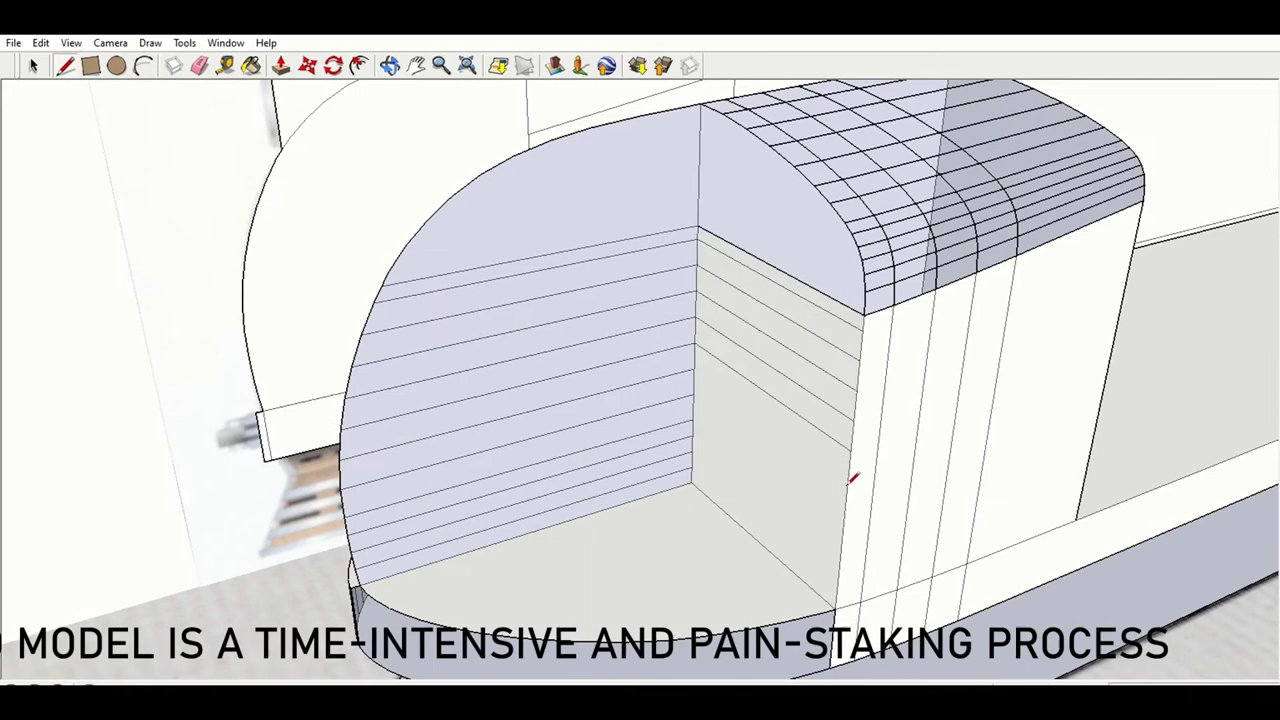 File Edit View Camera Draw Tools Window Help
MODEL IS A TIME-INTENSIVE AND PAIN-STAKING PROCESS